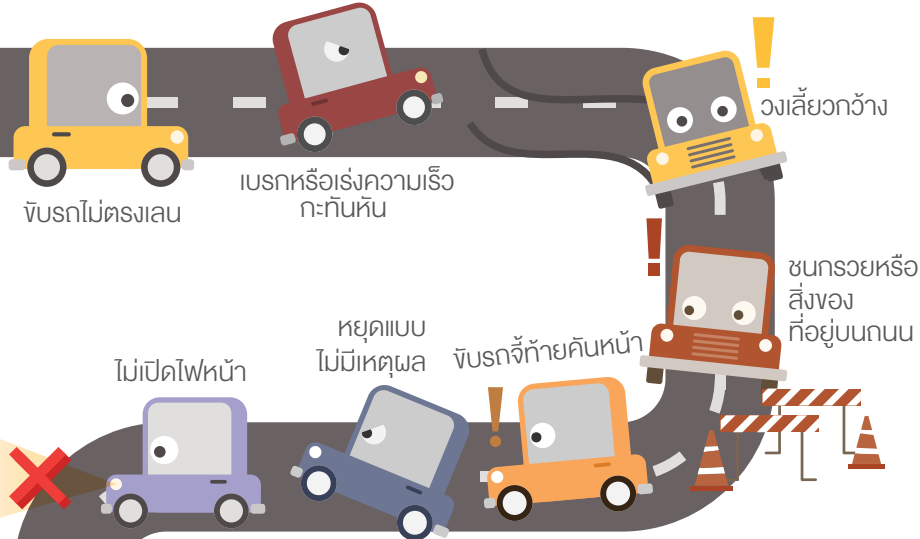 ขับรถไม่ตรงเลน
เบรกหรือเร่งความเร็ว
กะทันหัน
วงเลี้ยวกว้าง
ชนกรวยหรือ
สิ่งของ
ที่อยู่บนถนน
ขับรถจี้ท้ายคันหน้า
หยุดแบบ
ไม่มีเหตุผล
ไม่เปิดไฟหน้า